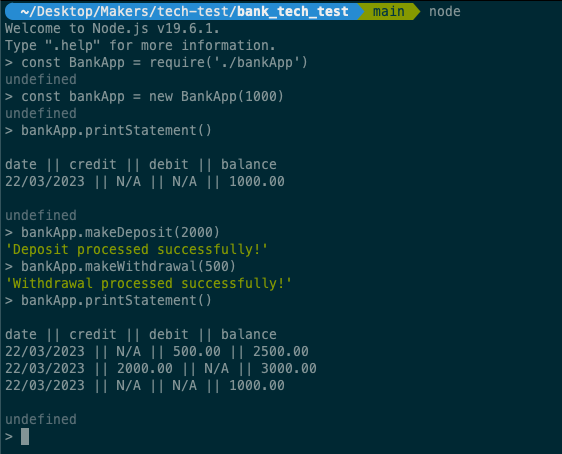 ~/Desktop/Makers/tech-test/bank_tech_test main node
Welcome to Node.js v19.6.1.
Type ".help" for more information.
> const BankApp = require('./bankApp')
undefined
> const bankApp = new BankApp(1000)
undefined
> bankApp.printStatement()
date || credit || debit || balance
22/03/2023 || N/A || N/A || 1000.00
undefined
> bankApp.makeDeposit(2000)
'Deposit processed successfully!'
> bankApp.makeWithdrawal(500)
'Withdrawal processed successfully!'
> bankApp.printStatement()
date || credit || debit || balance
22/03/2023 || N/A || 500.00 || 2500.00
22/03/2023 || 2000.00 || N/A || 3000.00
22/03/2023 || N/A || N/A || 1000.00
undefined
>